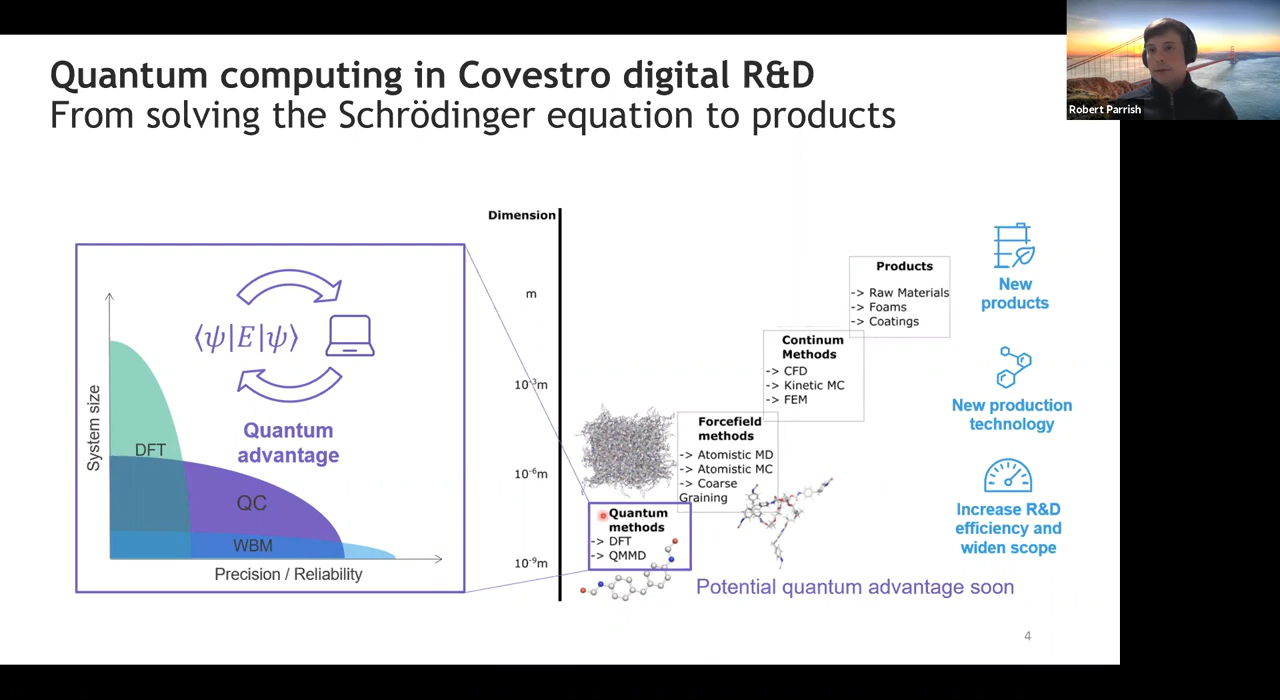 Quantum computing in Covestro digital R&D
From solving the Schrödinger equation to products
Robert Parrish
⟨ψ|E|ψ⟩
Quantum
advantage
System size
DFT
QC
WBM
Precision / Reliability
Dimension
m
10⁻³m
10⁻⁶m
10⁻⁹m
Products
-> Raw Materials
-> Foams
-> Coatings
Continum
Methods
-> CFD
-> Kinetic MC
-> FEM
Forcefield
methods
-> Atomistic MD
-> Atomistic MC
-> Coarse
Graining
Quantum
methods
-> DFT
-> QMMD
Potential quantum advantage soon
New
products
New production
technology
Increase R&D
efficiency and
widen scope
4